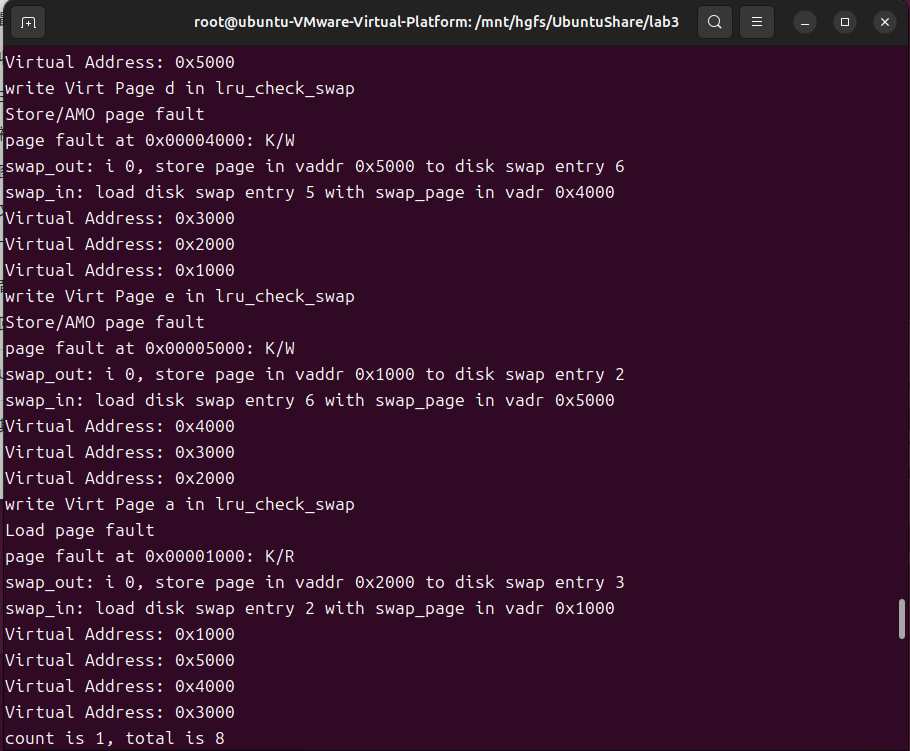 root@ubuntu-VMware-Virtual-Platform: /mnt/hgfs/UbuntuShare/lab3
Virtual Address: 0x5000
write Virt Page d in lru_check_swap
Store/AMO page fault
page fault at 0x00004000: K/W
swap_out: i 0, store page in vaddr 0x5000 to disk swap entry 6
swap_in: load disk swap entry 5 with swap_page in vadr 0x4000
Virtual Address: 0x3000
Virtual Address: 0x2000
Virtual Address: 0x1000
write Virt Page e in lru_check_swap
Store/AMO page fault
page fault at 0x00005000: K/W
swap_out: i 0, store page in vaddr 0x1000 to disk swap entry 2
swap_in: load disk swap entry 6 with swap_page in vadr 0x5000
Virtual Address: 0x4000
Virtual Address: 0x3000
Virtual Address: 0x2000
write Virt Page a in lru_check_swap
Load page fault
page fault at 0x00001000: K/R
swap_out: i 0, store page in vaddr 0x2000 to disk swap entry 3
swap_in: load disk swap entry 2 with swap_page in vadr 0x1000
Virtual Address: 0x1000
Virtual Address: 0x5000
Virtual Address: 0x4000
Virtual Address: 0x3000
count is 1, total is 8